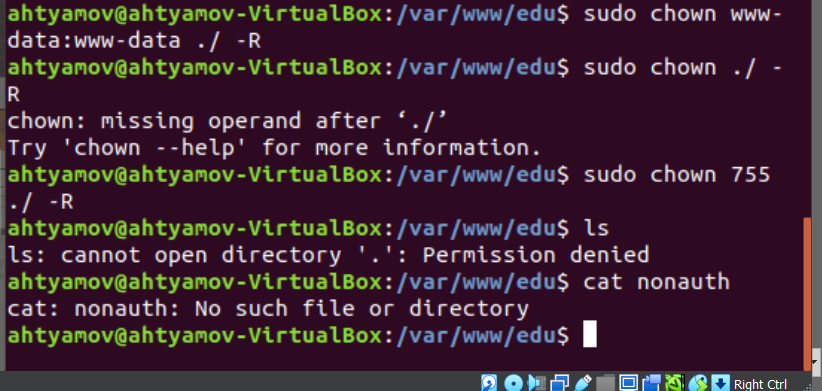 ahtyamov@ahtyamov-VirtualBox:/var/www/edu$ sudo chown www-
data:www-data ./ -R
ahtyamov@ahtyamov-VirtualBox:/var/www/edu$ sudo chown ./ -
R
chown: missing operand after ‘./’
Try 'chown --help' for more information.
ahtyamov@ahtyamov-VirtualBox:/var/www/edu$ sudo chown 755
./ -R
ahtyamov@ahtyamov-VirtualBox:/var/www/edu$ ls
ls: cannot open directory '.': Permission denied
ahtyamov@ahtyamov-VirtualBox:/var/www/edu$ cat nonauth
cat: nonauth: No such file or directory
ahtyamov@ahtyamov-VirtualBox:/var/www/edu$
Right Ctrl